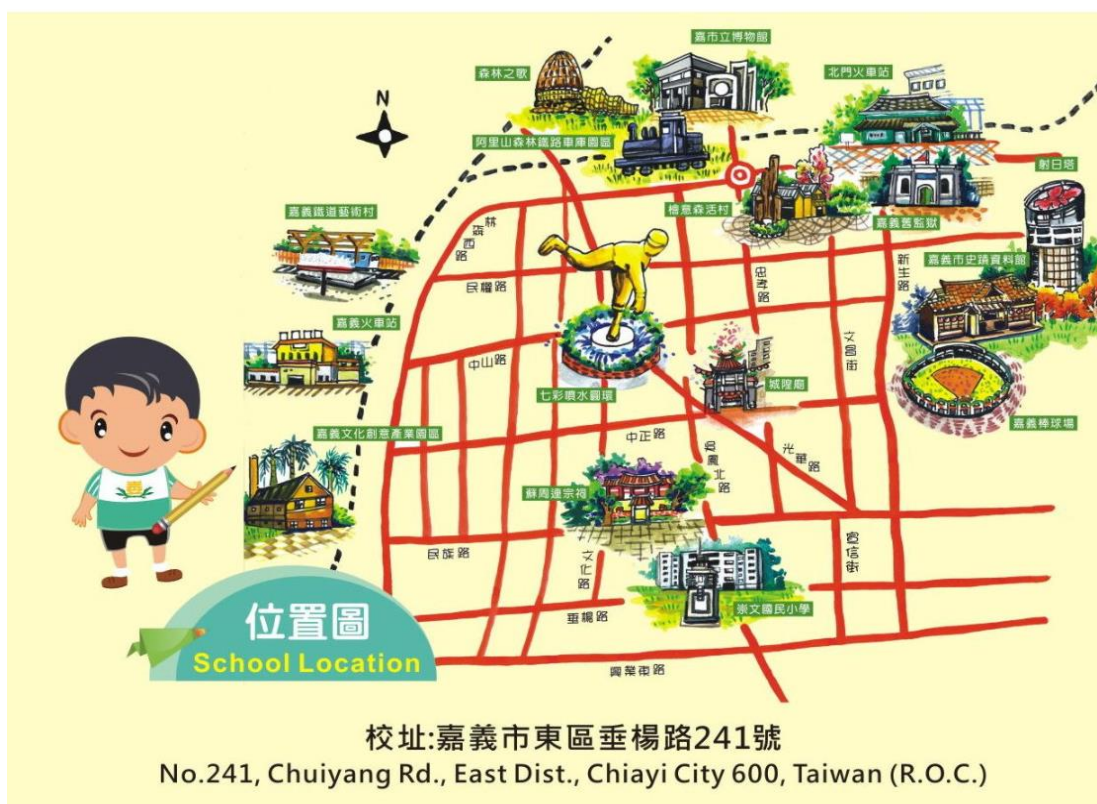 嘉市立博物館
森林之歌
北門火車站
N
阿里山森林鐵路車庫園區
射日塔
檜意森活村
嘉義舊監獄
嘉義鐵道藝術村
林森西路
新生路
嘉義市史蹟資料館
忠孝路
民權路
嘉義火車站
文昌街
中山路
城隍廟
七彩噴水圓環
嘉義棒球場
嘉義文化創意產業園區
中正路
光華路
吳鳳北路
蘇周連宗祠
春
民族路
文化路
寶信街
崇文國民小學
垂楊路
位置圖
School Location
興業東路
校址:嘉義市東區垂楊路241號
No.241, Chuiyang Rd., East Dist., Chiayi City 600, Taiwan (R.O.C.)